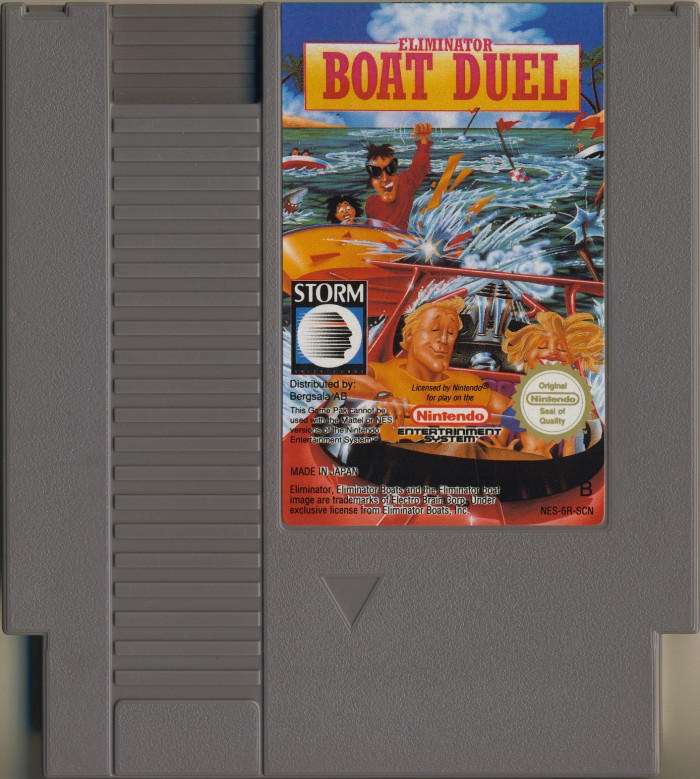 ELIMINATOR
BOAT DUEL
STORM
Distributed by:
Bergsala AB
This Game Pak cannot be
used with the Mattel or NES
versions of the Nintendo
Entertainment System™
Licensed by Nintendo®
for play on the
Nintendo
ENTERTAINMENT
SYSTEM™
Original
Nintendo
Seal of
Quality
MADE IN JAPAN
Eliminator, Eliminator Boats and the Eliminator boat
image are trademarks of Electro Brain Corp. Under
exclusive license from Eliminator Boats, Inc.
B
NES-6R-SCN